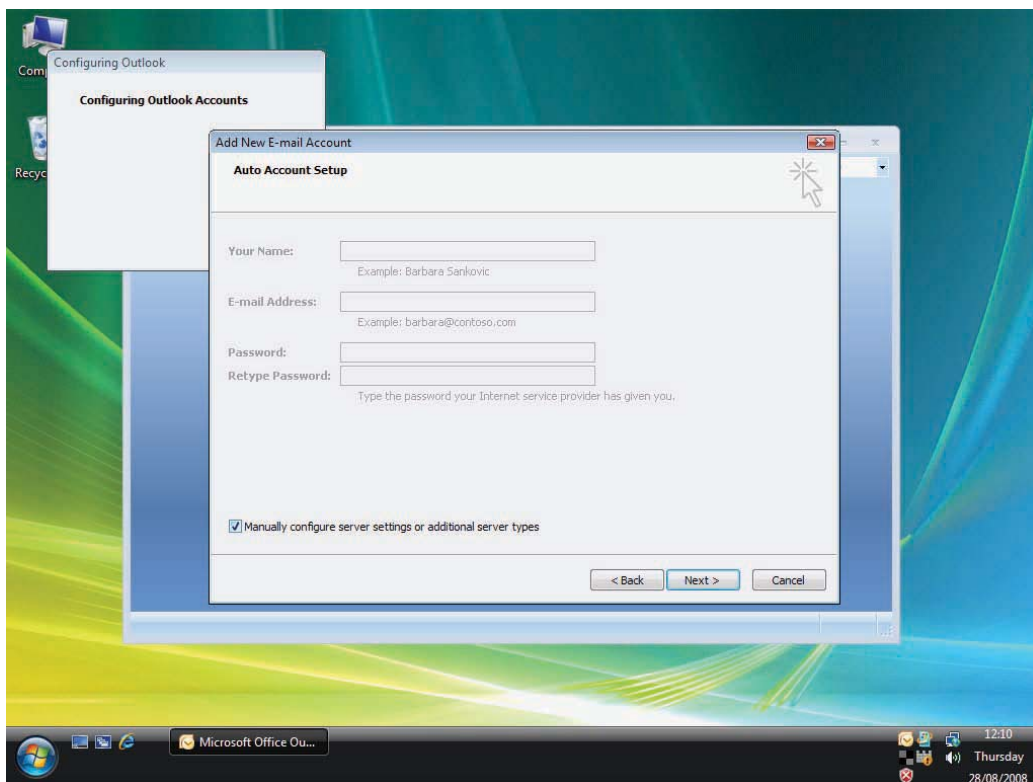 Com
Configuring Outlook
Configuring Outlook Accounts
Recyc
Add New E-mail Account
Auto Account Setup
Your Name:
Example: Barbara Sankovic
E-mail Address:
Example: barbara@contoso.com
Password:
Retype Password:
Type the password your Internet service provider has given you.
Manually configure server settings or additional server types
< Back
Next >
Cancel
Microsoft Office Ou...
12:10
Thursday
28/08/2008